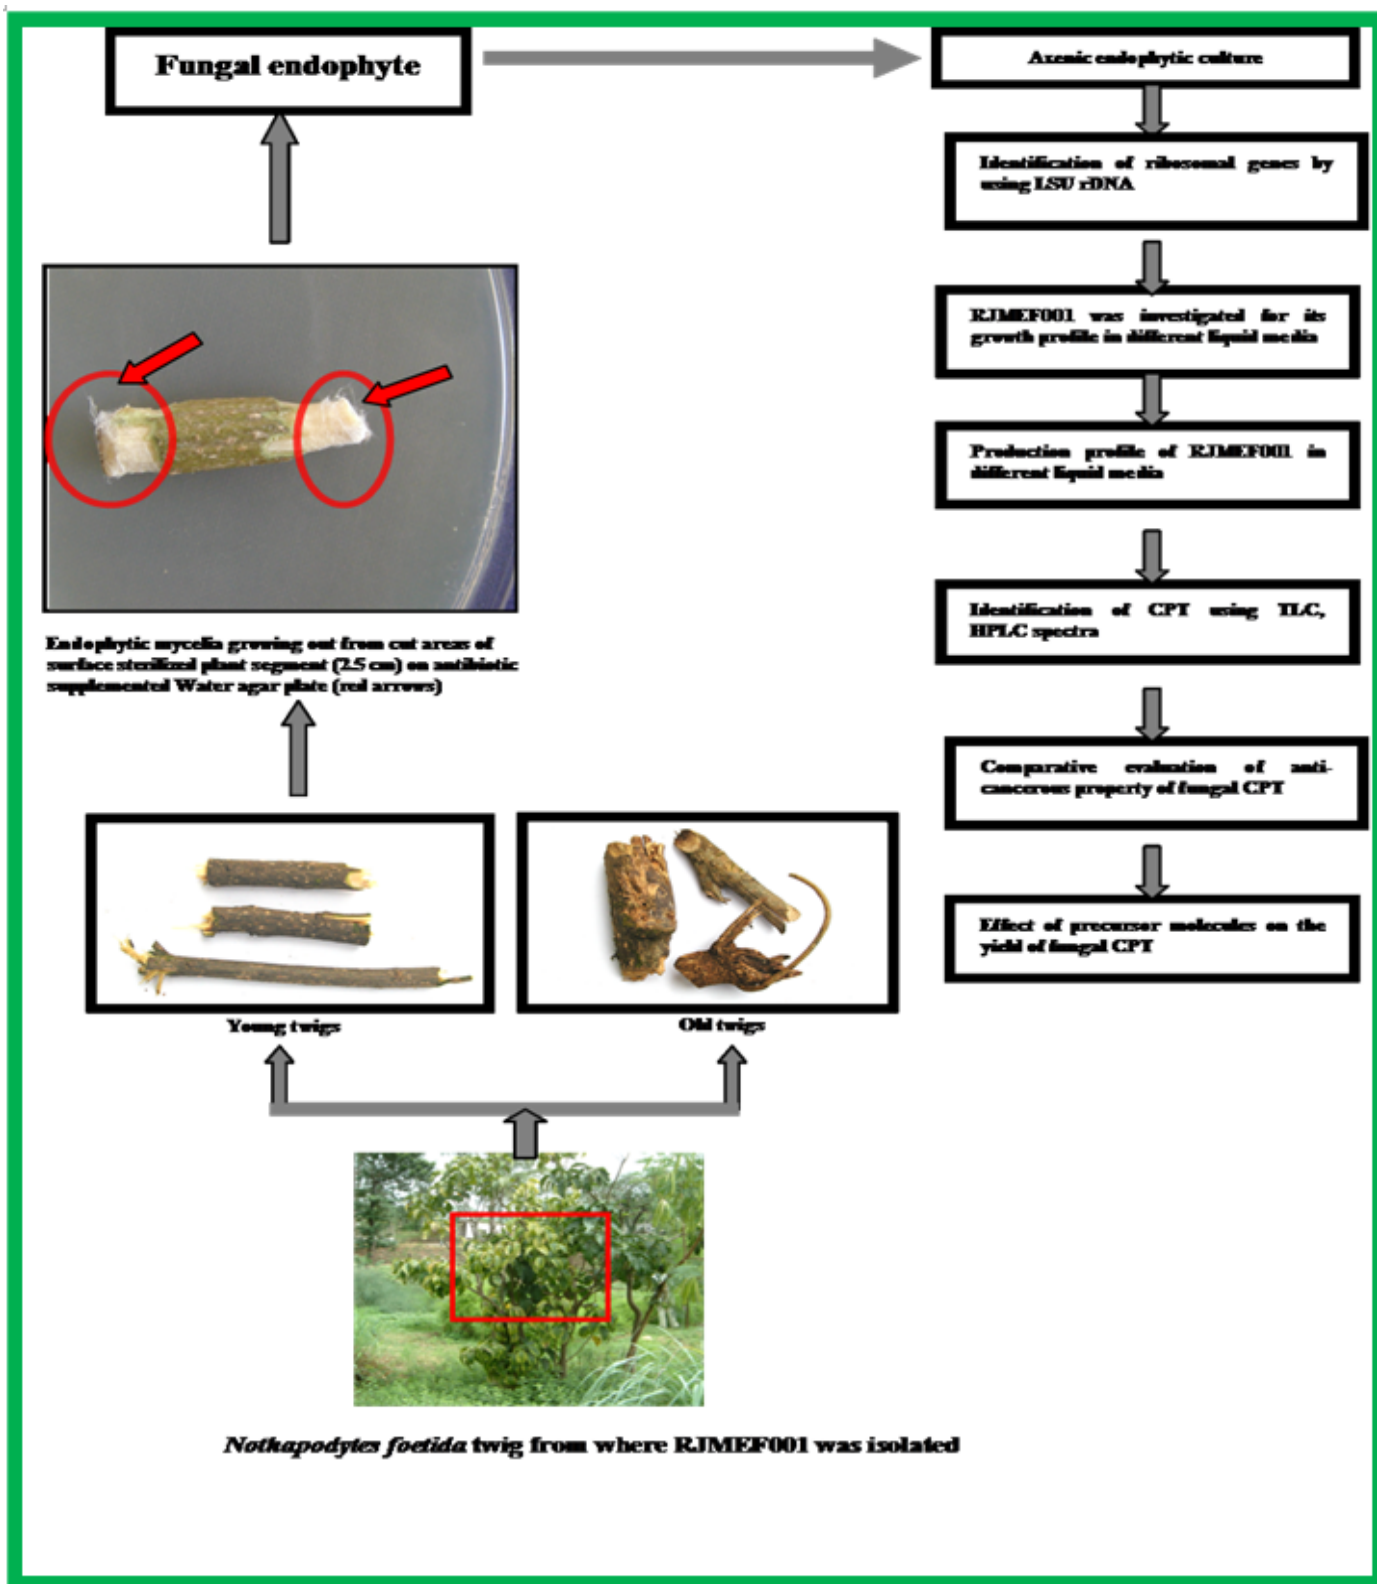 Fungal endophyte
Axenic endophytic culture
Identification of ribosomal genes by
using LSU rDNA
RJMEF001 was investigated for its
growth profile in different liquid media
Production profile of RJMEF001 in
different liquid media
Identification of CPT using TLC,
HPLC spectra
Comparative evaluation of anti-
cancerous property of fungal CPT
Effect of precursor molecules on the
yield of fungal CPT
Endophytic mycelia growing out from cut areas of
surface sterilized plant segment (2.5 cm) on antibiotic
supplemented Water agar plate (red arrows)
Young twigs
Old twigs
Nothapodytes foetida twig from where RJMEF001 was isolated